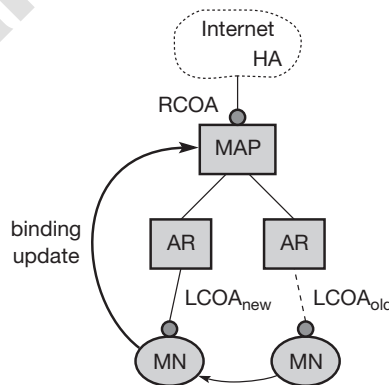 Internet
HA
RCOA
MAP
AR
AR
binding
update
LCOAnew
LCOAold
MN
MN